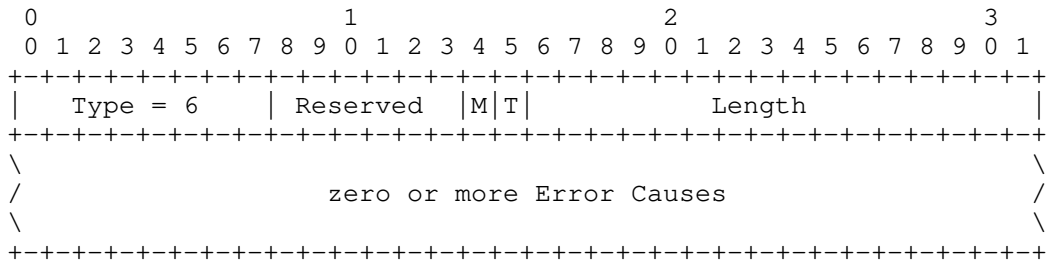 0                   1                   2                   3
 0 1 2 3 4 5 6 7 8 9 0 1 2 3 4 5 6 7 8 9 0 1 2 3 4 5 6 7 8 9 0 1
+-+-+-+-+-+-+-+-+-+-+-+-+-+-+-+-+-+-+-+-+-+-+-+-+-+-+-+-+-+-+-+-+
|   Type = 6    | Reserved  |M|T|           Length              |
+-+-+-+-+-+-+-+-+-+-+-+-+-+-+-+-+-+-+-+-+-+-+-+-+-+-+-+-+-+-+-+-+
\                                                               \
/                   zero or more Error Causes                   /
\                                                               \
+-+-+-+-+-+-+-+-+-+-+-+-+-+-+-+-+-+-+-+-+-+-+-+-+-+-+-+-+-+-+-+-+